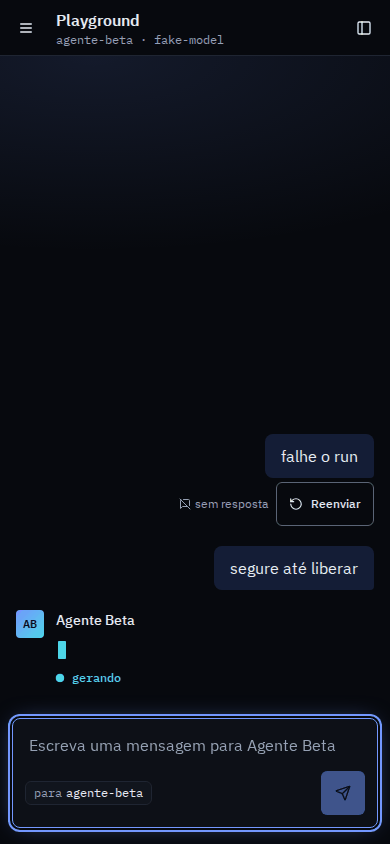 Playground
agente-beta · fake-model
falhe o run
sem resposta
Reenviar
segure até liberar
AB
Agente Beta
gerando
Escreva uma mensagem para Agente Beta
para agente-beta